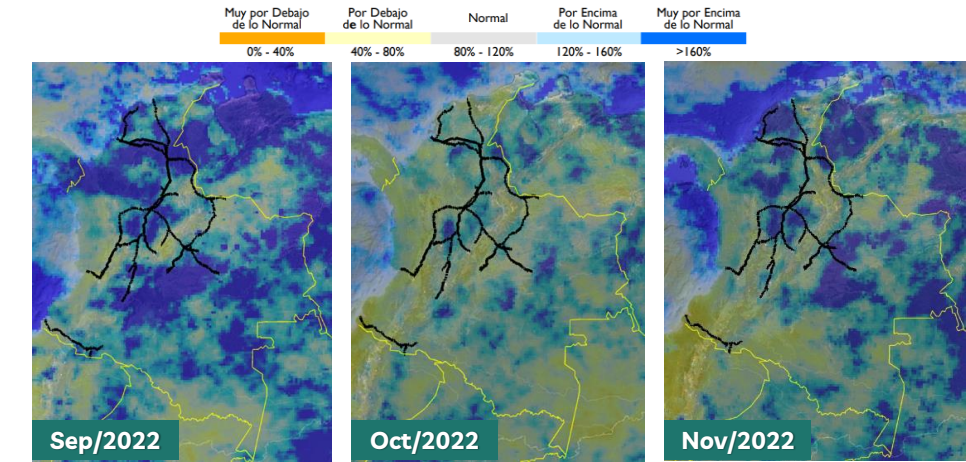 Muy por Debajo
de lo Normal
Por Debajo
de lo Normal
Normal
Por Encima
de lo Normal
Muy por Encima
de lo Normal
0% - 40%
40% - 80%
80% - 120%
120% - 160%
>160%
Sep/2022
Oct/2022
Nov/2022